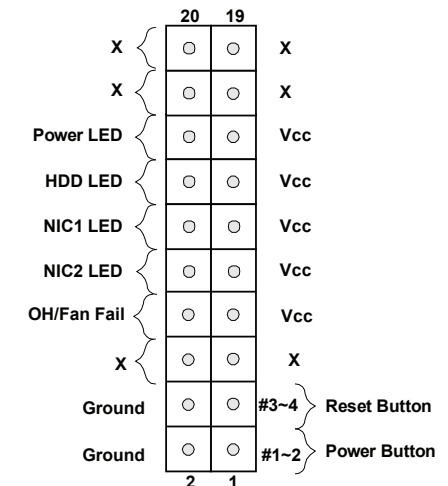 20 19
X X
X X
Power LED Vcc
HDD LED Vcc
NIC1 LED Vcc
NIC2 LED Vcc
OH/Fan Fail Vcc
X X
Ground #3~4 Reset Button
Ground #1~2 Power Button
2 1